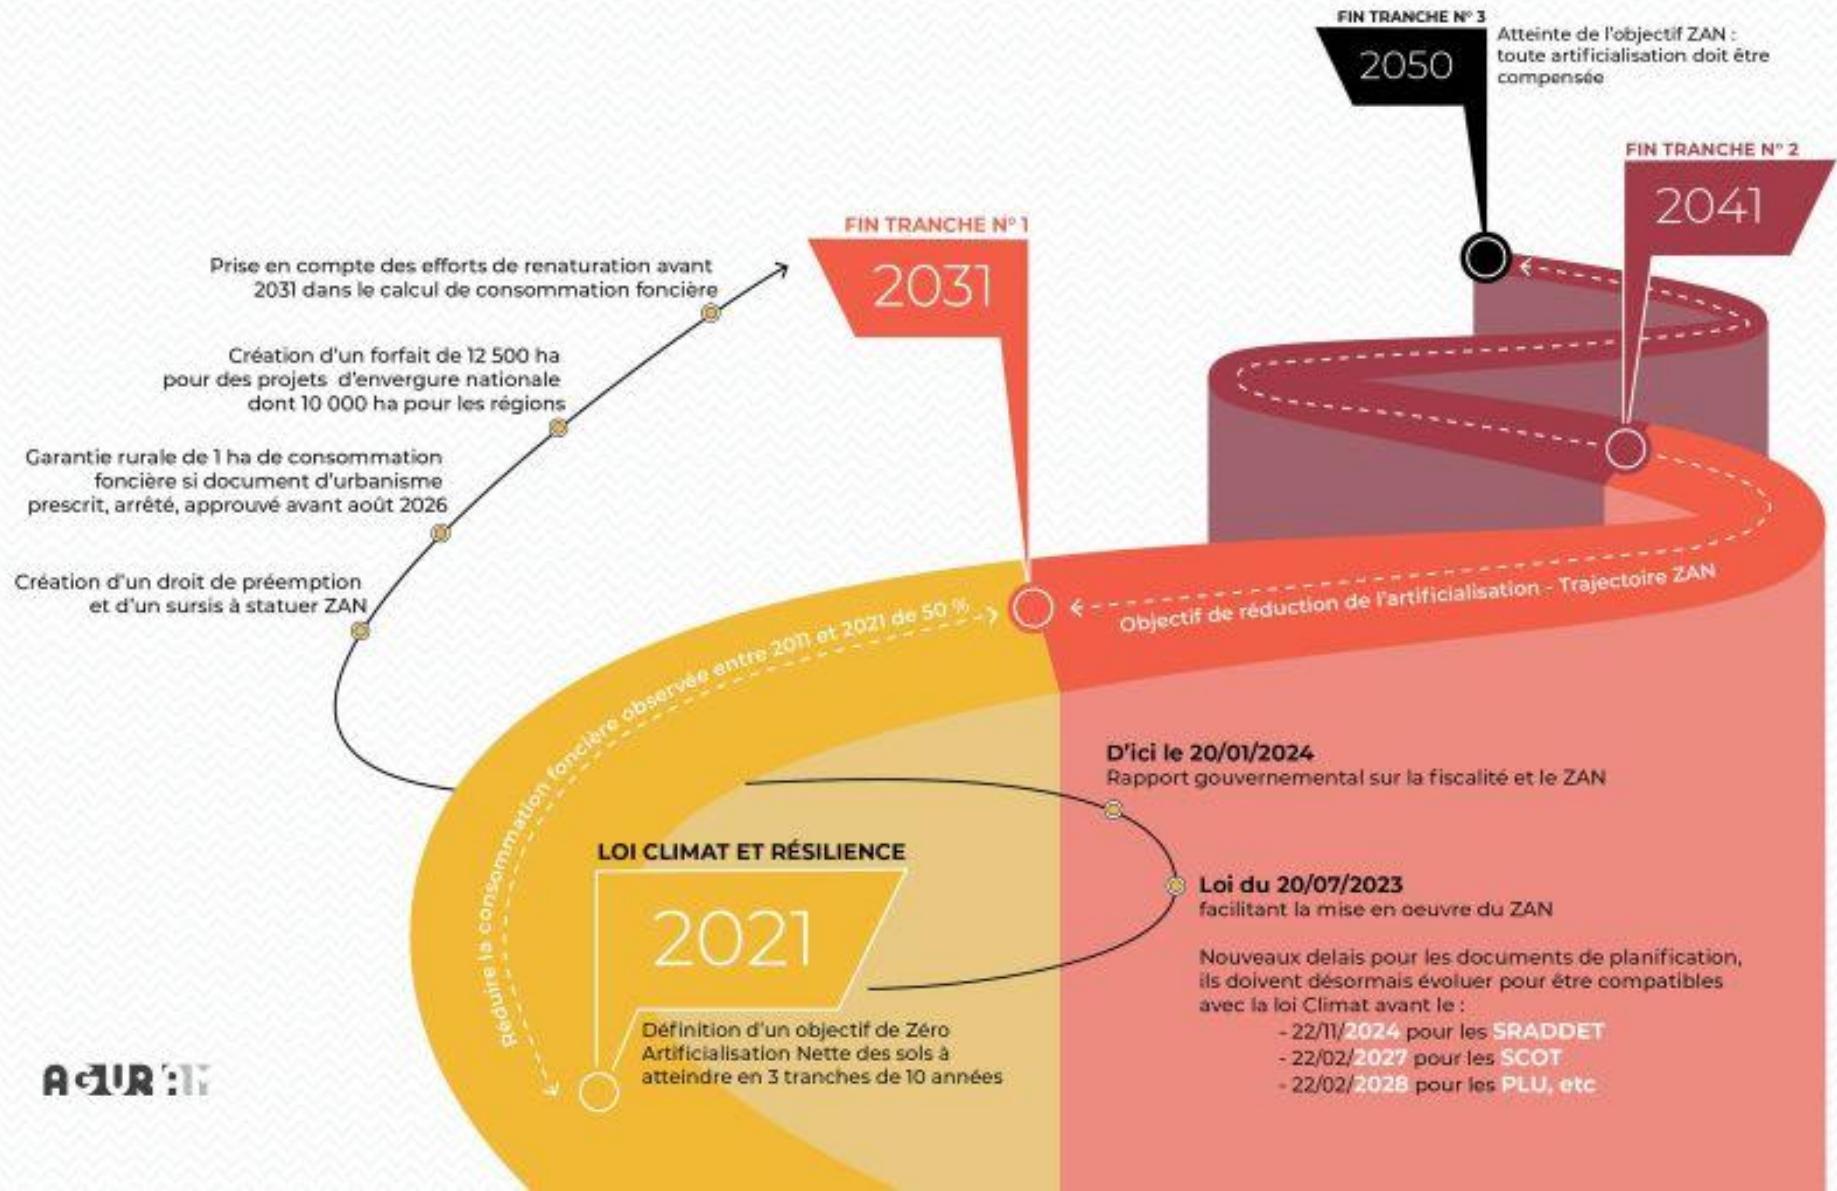 FIN TRANCHE N° 3
2050
Atteinte de l'objectif ZAN :
toute artificialisation doit être
compensée
FIN TRANCHE N° 2
2041
FIN TRANCHE N° 1
2031
Prise en compte des efforts de renaturation avant
2031 dans le calcul de consommation foncière
Création d'un forfait de 12 500 ha
pour des projets d'envergure nationale
dont 10 000 ha pour les régions
Garantie rurale de 1 ha de consommation
foncière si document d'urbanisme
prescrit, arrêté, approuvé avant août 2026
Création d'un droit de préemption
et d'un sursis à statuer ZAN
Réduire la consommation foncière observée entre 2011 et 2021 de 50 %
Objectif de réduction de l'artificialisation - Trajectoire ZAN
D'ici le 20/01/2024
Rapport gouvernemental sur la fiscalité et le ZAN
LOI CLIMAT ET RÉSILIENCE
2021
Définition d'un objectif de Zéro
Artificialisation Nette des sols à
atteindre en 3 tranches de 10 années
Loi du 20/07/2023
facilitant la mise en oeuvre du ZAN
Nouveaux delais pour les documents de planification,
ils doivent désormais évoluer pour être compatibles
avec la loi Climat avant le :
- 22/11/2024 pour les SRADDET
- 22/02/2027 pour les SCOT
- 22/02/2028 pour les PLU, etc
AGUR